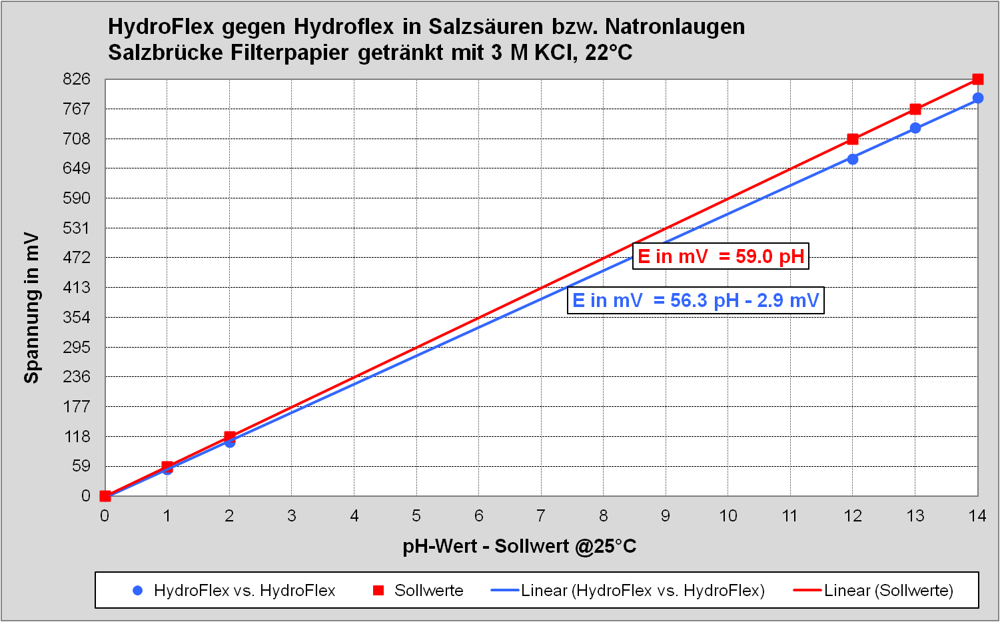 HydroFlex gegen Hydroflex in Salzsäuren bzw. Natronlaugen
Salzbrücke Filterpapier getränkt mit 3 M KCl, 22°C
826
767
708
649
590
531
472
413
354
295
236
177
118
59
0
Spannung in mV
E in mV = 59.0 pH
E in mV = 56.3 pH - 2.9 mV
0 1 2 3 4 5 6 7 8 9 10 11 12 13 14
pH-Wert - Sollwert @25°C
HydroFlex vs. HydroFlex Sollwerte Linear (HydroFlex vs. HydroFlex) Linear (Sollwerte)